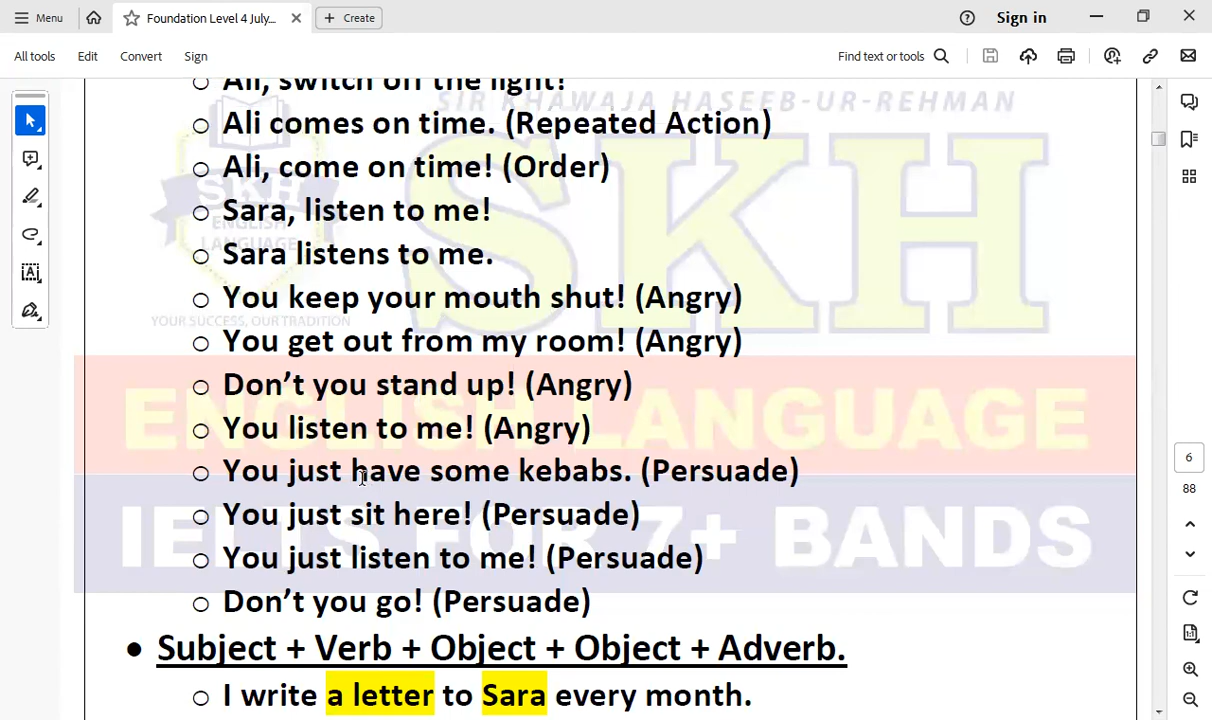 Menu
Foundation Level 4 July...
Create
Sign in
All tools
Edit
Convert
Sign
Find text or tools
Ali, switch off the light!
SIR KHAWAJA HASEEB-UR-REHMAN
Ali comes on time. (Repeated Action)
Ali, come on time! (Order)
SKH
SKH
ENGLISH
LANGUAGE
Sara, listen to me!
Sara listens to me.
You keep your mouth shut! (Angry)
YOUR SUCCESS, OUR TRADITION
You get out from my room! (Angry)
Don’t you stand up! (Angry)
ENGLISH LANGUAGE
You listen to me! (Angry)
You just have some kebabs. (Persuade)
You just sit here! (Persuade)
IELTS FOR 7+ BANDS
You just listen to me! (Persuade)
Don’t you go! (Persuade)
Subject + Verb + Object + Object + Adverb.
I write a letter to Sara every month.
6
88